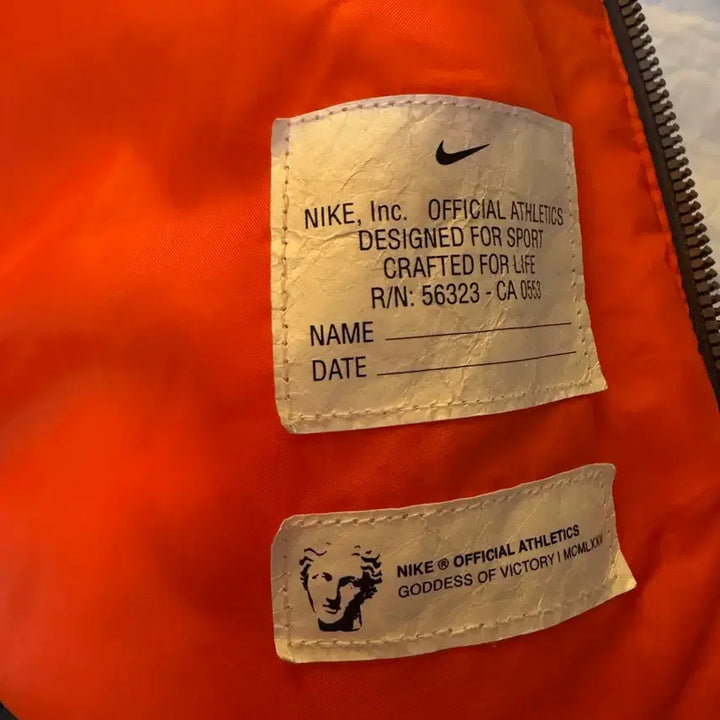 NIKE, Inc. OFFICIAL ATHLETICS
DESIGNED FOR SPORT
CRAFTED FOR LIFE
R/N: 56323 - CA 0553
NAME
DATE
NIKE ® OFFICIAL ATHLETICS
GODDESS OF VICTORY |